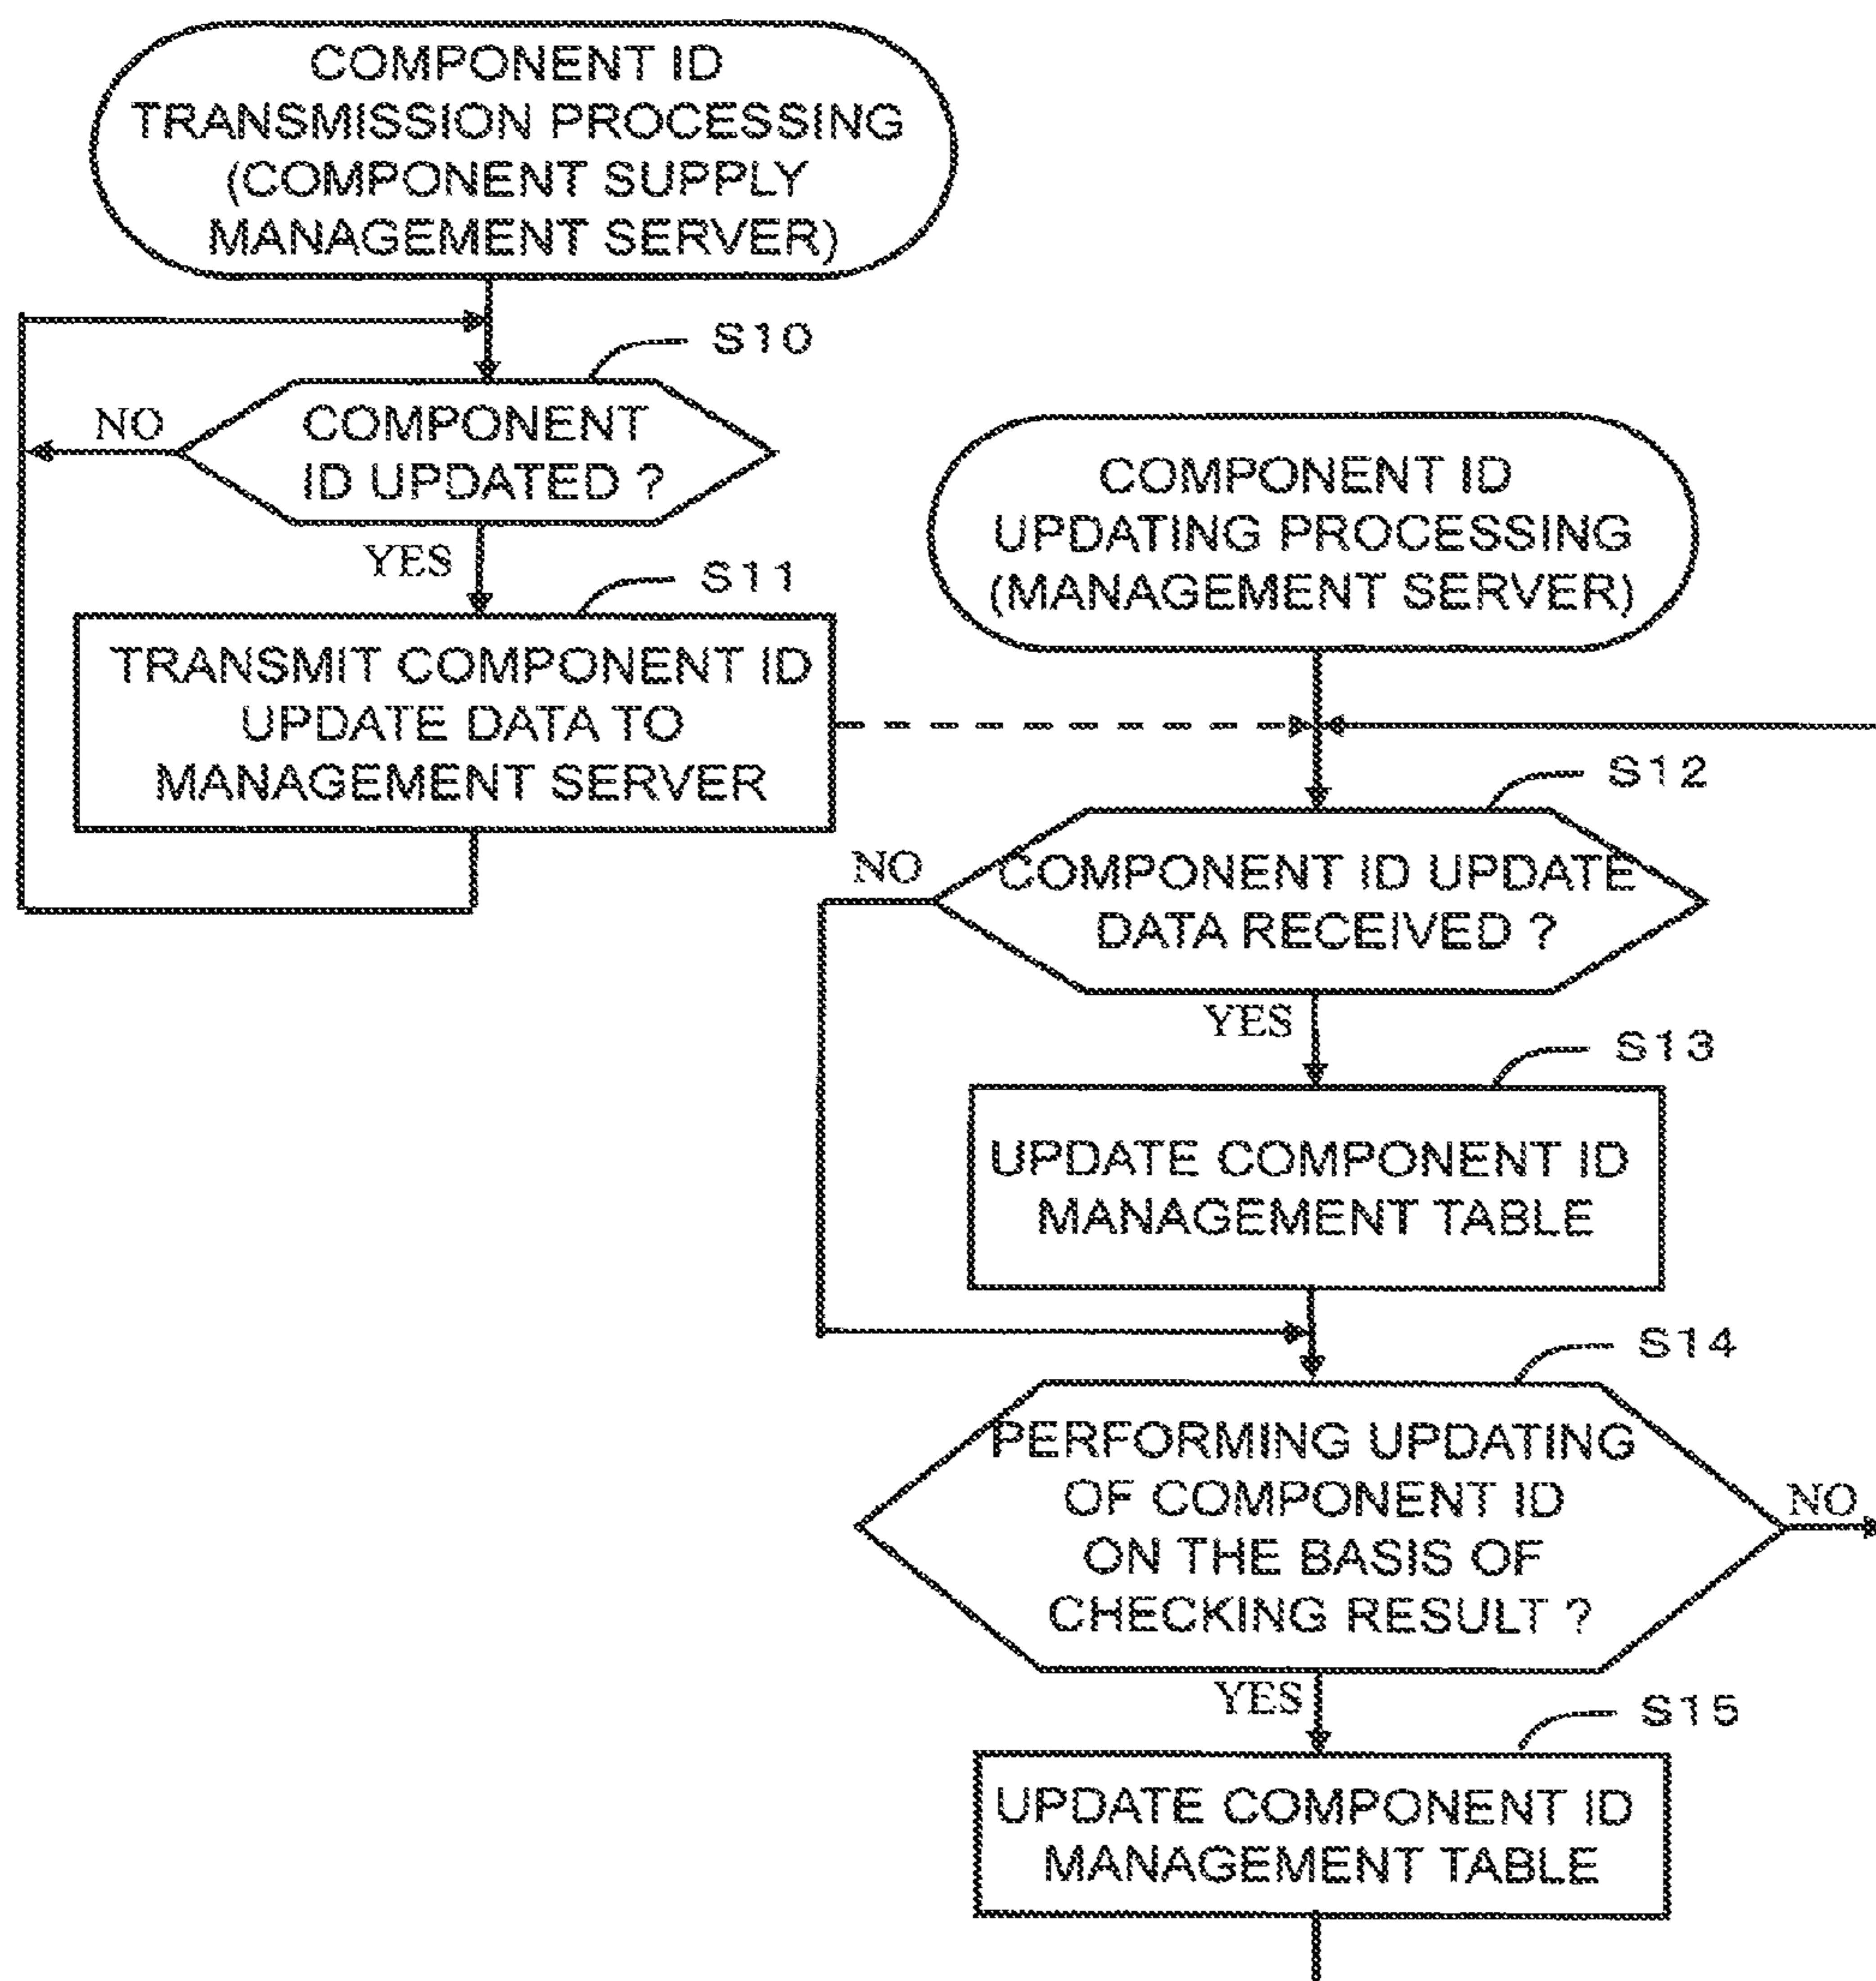 COMPONENT ID
TRANSMISSION PROCESSING
(COMPONENT SUPPLY
MANAGEMENT SERVER)
S10
NO
COMPONENT
ID UPDATED ?
YES
S11
TRANSMIT COMPONENT ID
UPDATE DATA TO
MANAGEMENT SERVER
COMPONENT ID
UPDATING PROCESSING
(MANAGEMENT SERVER)
S12
NO
COMPONENT ID UPDATE
DATA RECEIVED ?
YES
S13
UPDATE COMPONENT ID
MANAGEMENT TABLE
S14
PERFORMING UPDATING
OF COMPONENT ID
ON THE BASIS OF
CHECKING RESULT ?
NO
YES
S15
UPDATE COMPONENT ID
MANAGEMENT TABLE